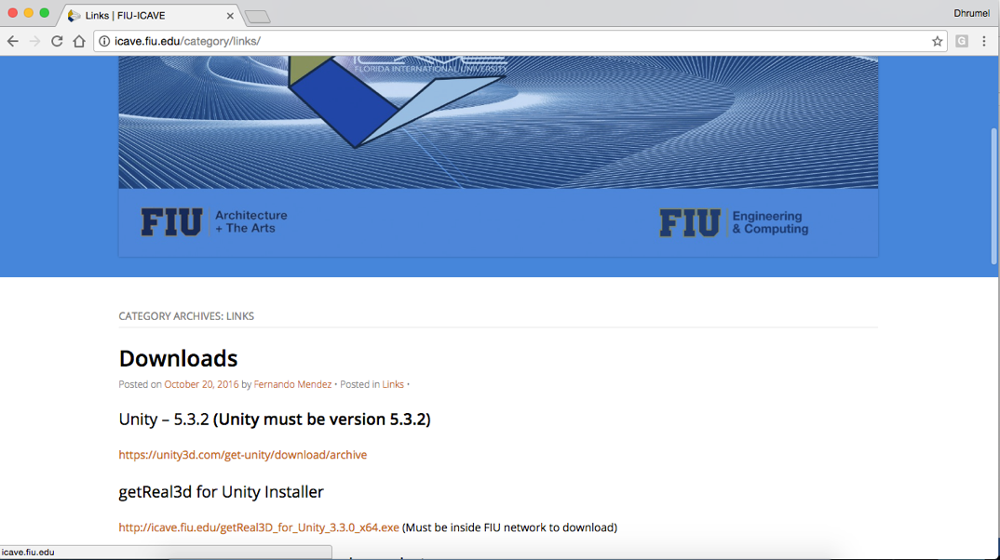 Links | FIU-ICAVE
Dhrumel
icave.fiu.edu/category/links/
FLORIDA INTERNATIONAL UNIVERSITY
FIU Architecture + The Arts
FIU Engineering & Computing
CATEGORY ARCHIVES: LINKS
Downloads
Posted on October 20, 2016 by Fernando Mendez • Posted in Links •
Unity – 5.3.2 (Unity must be version 5.3.2)
https://unity3d.com/get-unity/download/archive
getReal3d for Unity Installer
http://icave.fiu.edu/getReal3D_for_Unity_3.3.0_x64.exe (Must be inside FIU network to download)
icave.fiu.edu